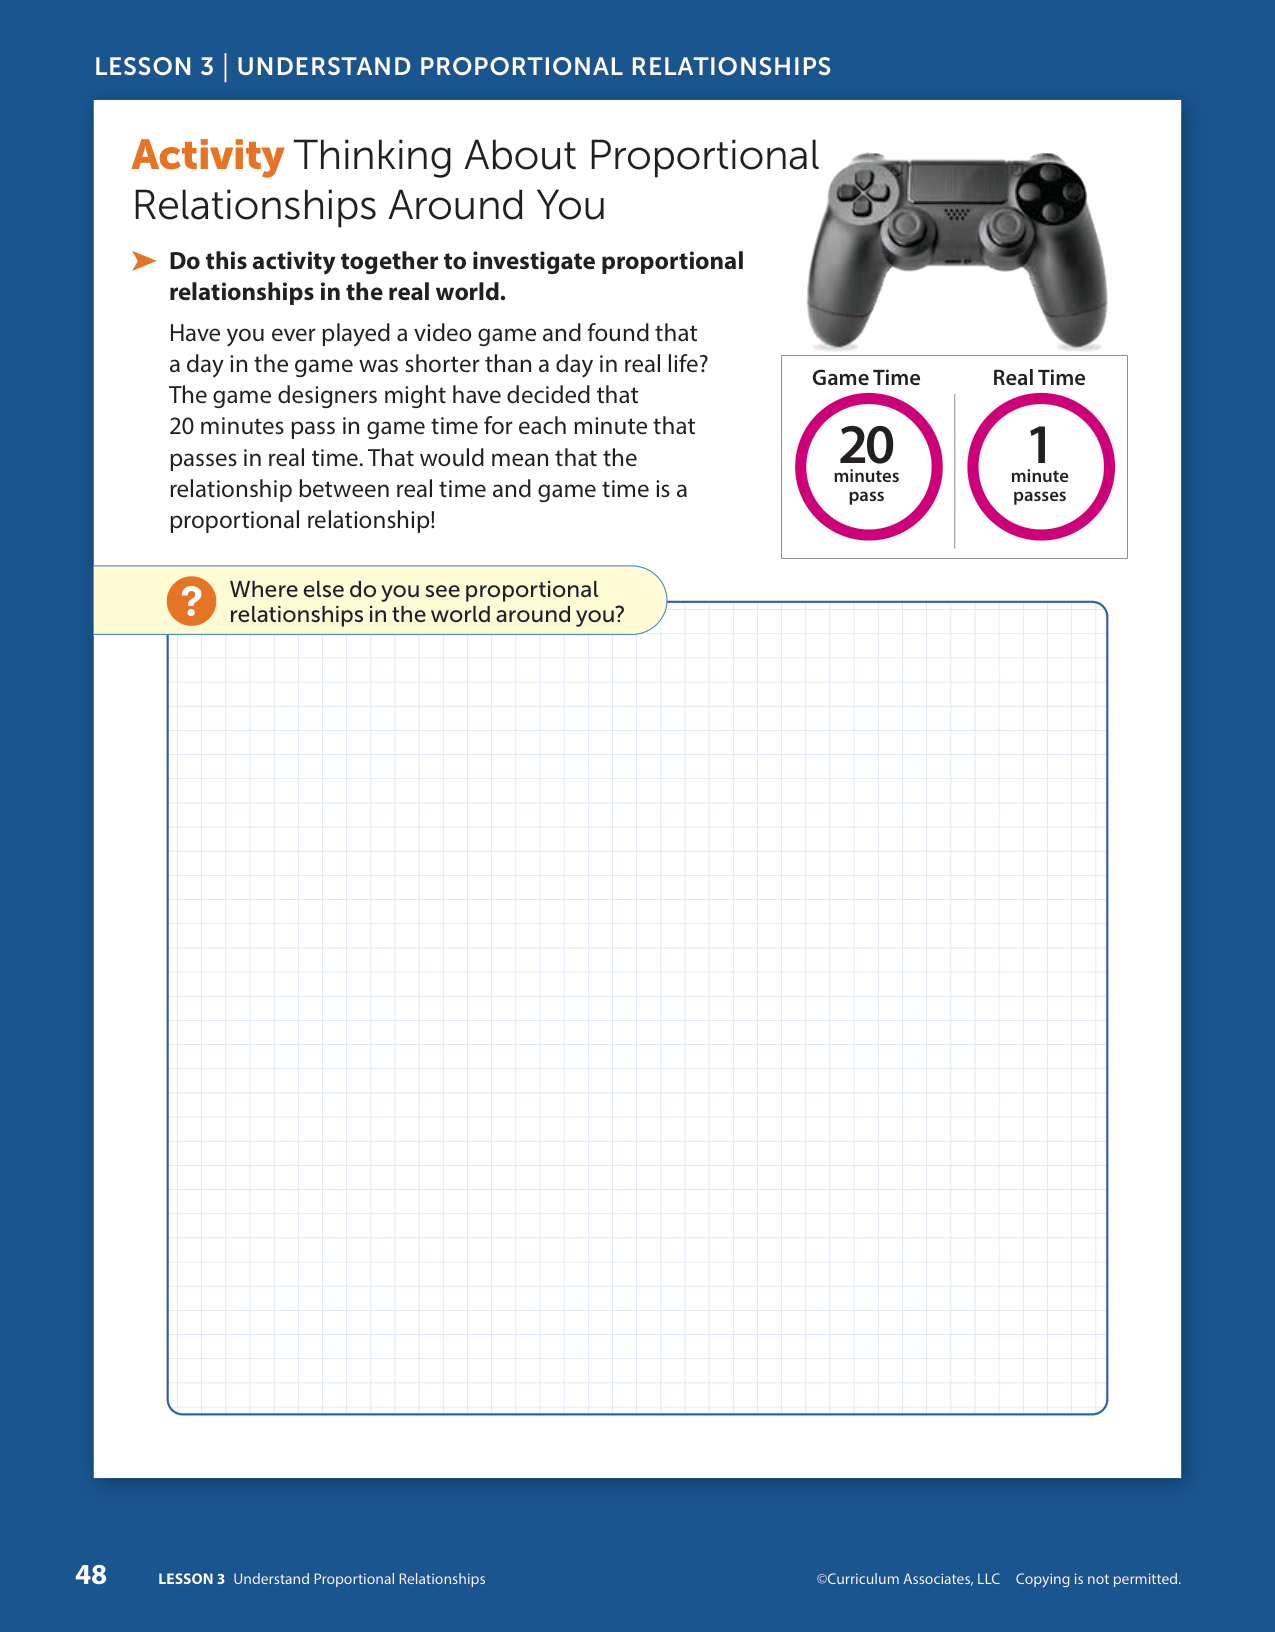 LESSON 3 | UNDERSTAND PROPORTIONAL RELATIONSHIPS
Activity Thinking About Proportional
Relationships Around You
Do this activity together to investigate proportional
relationships in the real world.
Have you ever played a video game and found that
a day in the game was shorter than a day in real life?
The game designers might have decided that
20 minutes pass in game time for each minute that
passes in real time. That would mean that the
relationship between real time and game time is a
proportional relationship!
Game Time
20
minutes
pass
Real Time
1
minute
passes
? Where else do you see proportional
relationships in the world around you?
48 LESSON 3 Understand Proportional Relationships
©Curriculum Associates, LLC Copying is not permitted.